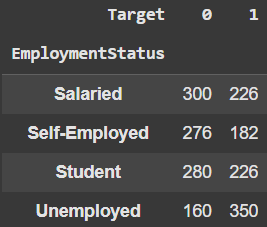 Target 0 1
EmploymentStatus
Salaried 300 226
Self-Employed 276 182
Student 280 226
Unemployed 160 350